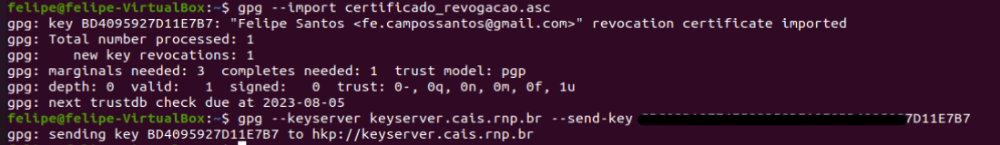 felipe@felipe-VirtualBox:~$ gpg --import certificado_revogacao.asc
gpg: key BD4095927D11E7B7: "Felipe Santos <fe.campossantos@gmail.com>" revocation certificate imported
gpg: Total number processed: 1
gpg:    new key revocations: 1
gpg: marginals needed: 3  completes needed: 1  trust model: pgp
gpg: depth: 0  valid:   1  signed:   0  trust: 0-, 0q, 0n, 0m, 0f, 1u
gpg: next trustdb check due at 2023-08-05
felipe@felipe-VirtualBox:~$ gpg --keyserver keyserver.cais.rnp.br --send-key 7D11E7B7
gpg: sending key BD4095927D11E7B7 to hkp://keyserver.cais.rnp.br